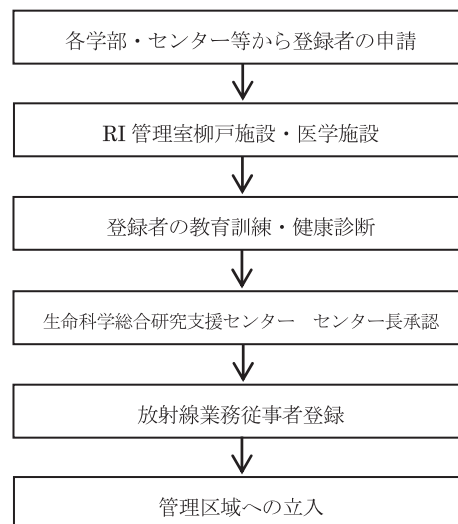 各学部・センター等から登録者の申請
RI 管理室柳戸施設・医学施設
登録者の教育訓練・健康診断
生命科学総合研究支援センター　センター長承認
放射線業務従事者登録
管理区域への立入